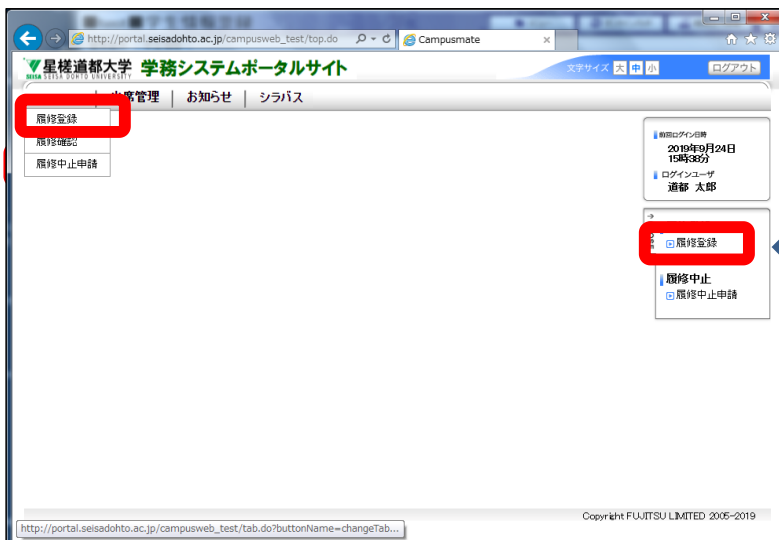 http://portal.seisadohto.ac.jp/campusweb_test/top.do
Campusmate
星槎道都大学 学務システムポータルサイト
SEISA DOHTO UNIVERSITY
文字サイズ 大 中 小
ログアウト
出席管理 | お知らせ | シラバス
履修登録
履修確認
履修中止申請
前回ログイン日時
2019年9月24日
15時38分
ログインユーザ
道都 太郎
履修登録
履修中止
履修中止申請
Copyright FUJITSU LIMITED 2005-2019
http://portal.seisadohto.ac.jp/campusweb_test/tab.do?buttonName=changeTab...